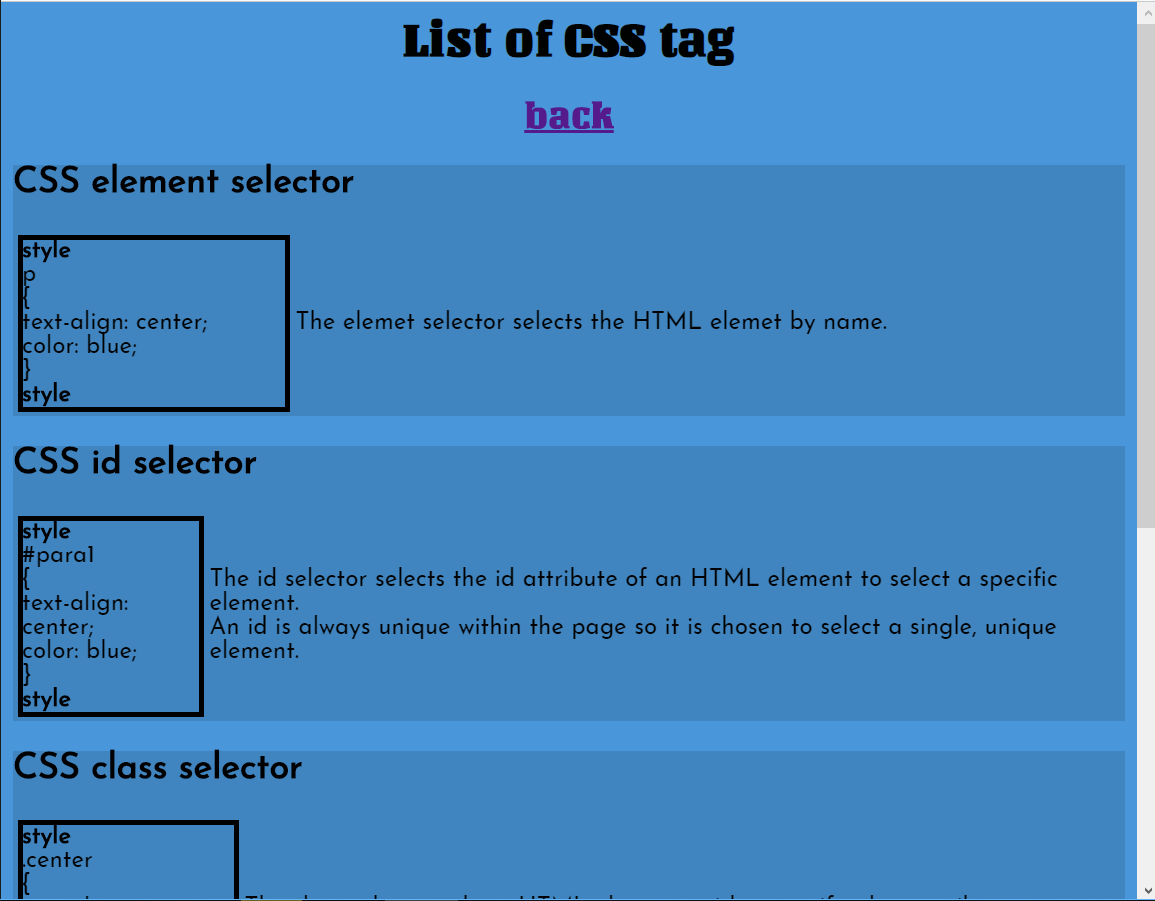 List of CSS tag
back
CSS element selector
style
p
{
text-align: center;
color: blue;
}
style
The elemet selector selects the HTML elemet by name.
CSS id selector
style
#para1
{
text-align:
center;
color: blue;
}
style
The id selector selects the id attribute of an HTML element to select a specific
element.
An id is always unique within the page so it is chosen to select a single, unique
element.
CSS class selector
style
.center
{